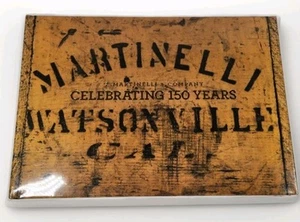 MARTINELLI
S. MARTINELLI & COMPANY
CELEBRATING 150 YEARS
WATSONVILLE
CAL.